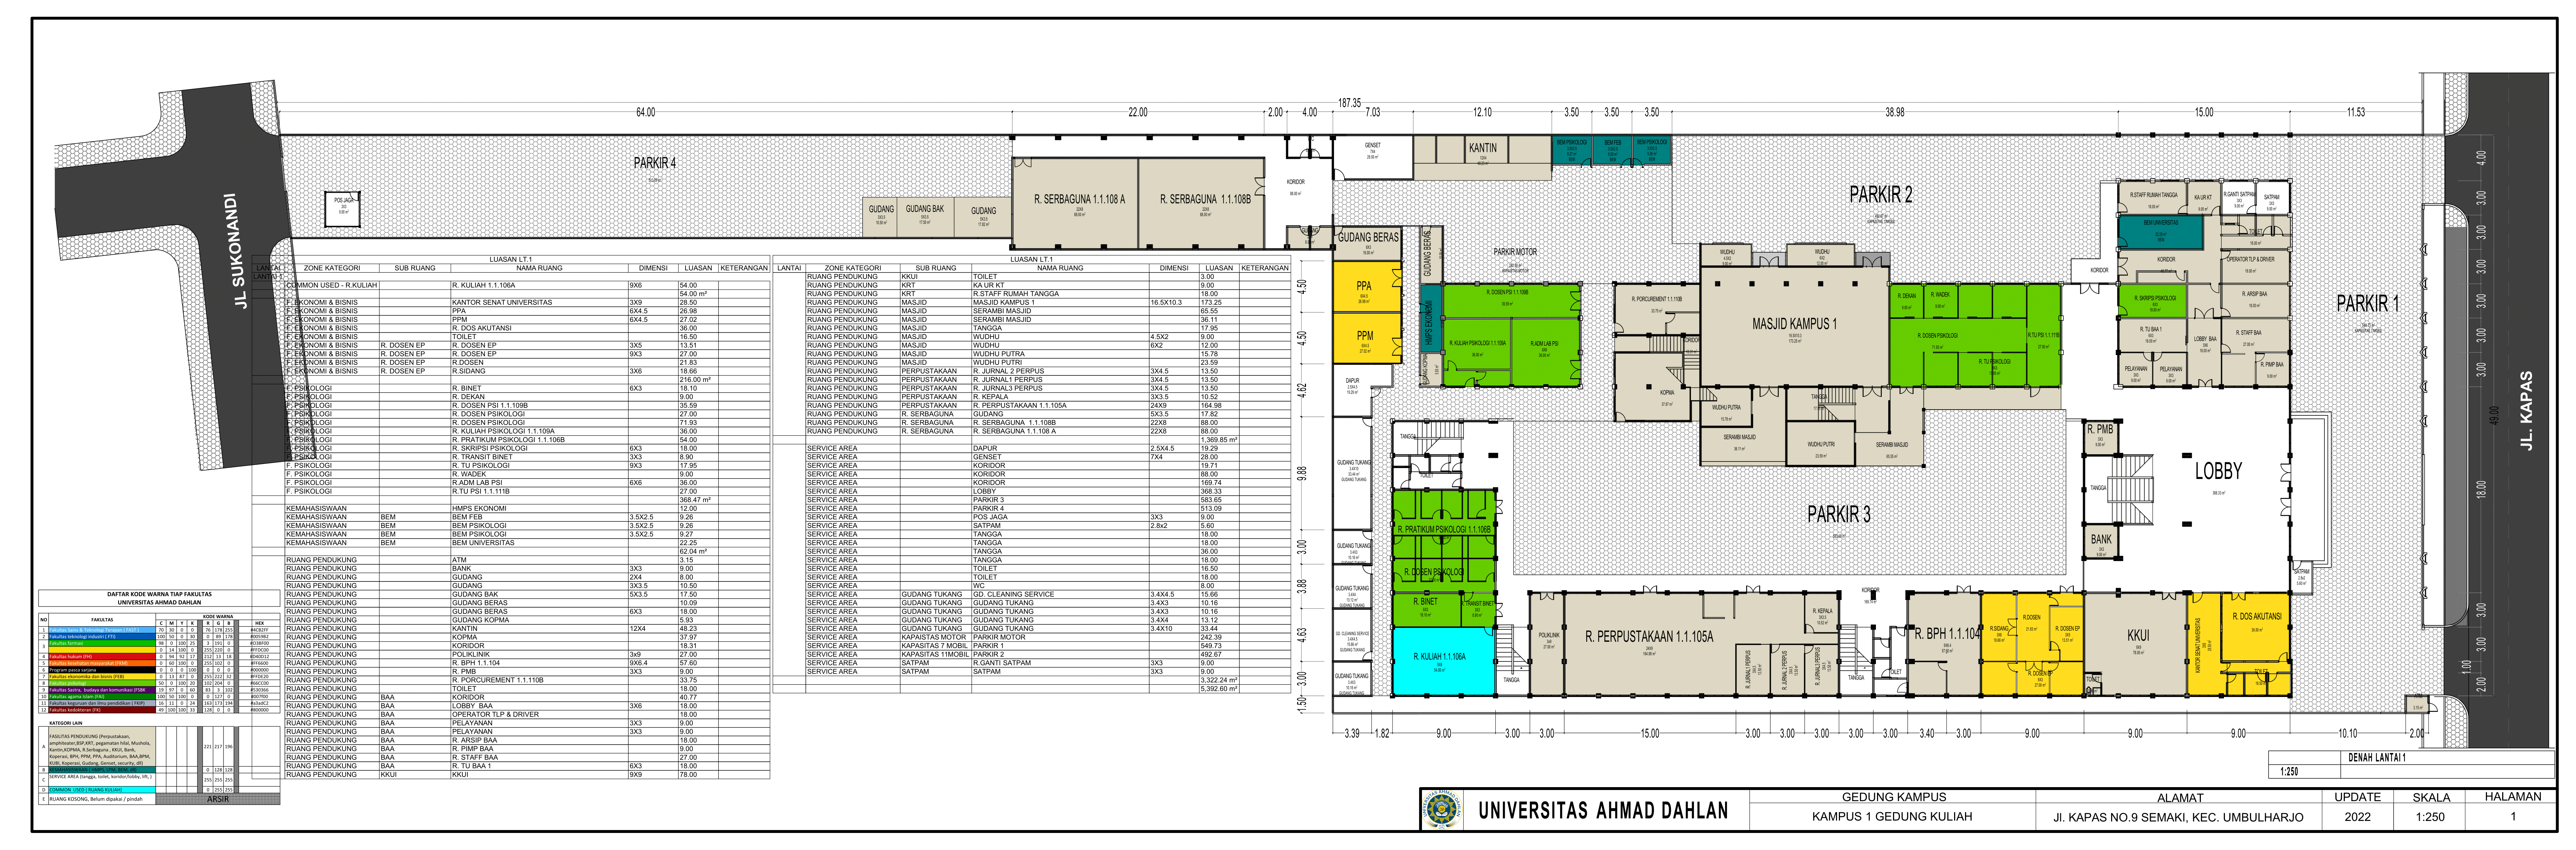 187.35
64.00
22.00
2.00
4.00
7.03
12.10
3.50
3.50
3.50
38.98
15.00
11.53
PARKIR 4
POS JAGA
JL SUKONANDI
GUDANG
GUDANG BAK
GUDANG
R. SERBAGUNA 1.1.108 A
R. SERBAGUNA 1.1.108B
KORIDOR
GENSET
KANTIN
BEM PSIKOLOGI
BEM FEB
BEM PSIKOLOGI
PARKIR 2
PARKIR MOTOR
GUDANG BERAS
GUDANG BERAS
PPA
PPM
HMPS EKONOMI
DAPUR
R. DOSEN PSI 1.1.109B
R. KULIAH PSIKOLOGI 1.1.109A
R.ADM LAB PSI
R. PORCUREMENT 1.1.110B
KOPMA
WUDHU
WUDHU
MASJID KAMPUS 1
WUDHU PUTRA
WUDHU PUTRI
SERAMBI MASJID
SERAMBI MASJID
TANGGA
R. DEKAN
R. WADEK
R. DOSEN PSIKOLOGI
R. TU PSIKOLOGI
R.TU PSI 1.1.111B
R.STAFF RUMAH TANGGA
KA UR KT
R.GANTI SATPAM
SATPAM
BEM UNIVERSITAS
TOILET
KORIDOR
OPERATOR TLP & DRIVER
KORIDOR
R. SKRIPSI PSIKOLOGI
R. ARSIP BAA
R. TU BAA 1
LOBBY BAA
R. STAFF BAA
PELAYANAN
PELAYANAN
R. PIMP BAA
PARKIR 1
JL. KAPAS
R. PMB
TANGGA
LOBBY
BANK
SATPAM
PARKIR 3
TANGGA
TOILET
R. PRATIKUM PSIKOLOGI 1.1.106B
R. DOSEN PSIKOLOGI
R. BINET
R.TRANSIT BINET
R. KULIAH 1.1.106A
TANGGA
POLIKLINIK
R. PERPUSTAKAAN 1.1.105A
R. JURNAL1 PERPUS
R. JURNAL 2 PERPUS
R. JURNAL3 PERPUS
R. KEPALA
TANGGA
TOILET
KORIDOR
R. BPH 1.1.104
R.SIDANG
R.DOSEN
R. DOSEN EP
R. DOSEN EP
KKUI
TOILET
KANTOR SENAT UNIVERSITAS
R. DOS AKUTANSI
TOILET
GUDANG TUKANG
GUDANG TUKANG
GUDANG TUKANG
GD. CLEANING SERVICE
GUDANG TUKANG
4.50
4.50
4.62
9.88
3.00
3.88
4.63
3.00
1.50
4.00
3.00
3.00
3.00
3.00
3.00
3.00
49.00
18.00
3.00
3.00
11.00
2.00
3.39
1.82
9.00
3.00
3.00
15.00
3.00
3.00
3.00
3.00
3.00
3.40
3.00
9.00
9.00
9.00
10.10
2.00
LUASAN LT.1
LANTAI ZONE KATEGORI SUB RUANG NAMA RUANG DIMENSI LUASAN KETERANGAN
LANTAI 1
COMMON USED - R.KULIAH R. KULIAH 1.1.106A 9X6 54.00
54.00 m²
F. EKONOMI & BISNIS KANTOR SENAT UNIVERSITAS 3X9 28.50
F. EKONOMI & BISNIS PPA 6X4.5 26.98
F. EKONOMI & BISNIS PPM 6X4.5 27.02
F. EKONOMI & BISNIS R. DOS AKUTANSI 36.00
F. EKONOMI & BISNIS TOILET 16.50
F. EKONOMI & BISNIS R. DOSEN EP R. DOSEN EP 3X5 13.51
F. EKONOMI & BISNIS R. DOSEN EP R. DOSEN EP 9X3 27.00
F. EKONOMI & BISNIS R. DOSEN EP R.DOSEN 21.83
F. EKONOMI & BISNIS R. DOSEN EP R.SIDANG 3X6 18.66
216.00 m²
F. PSIKOLOGI R. BINET 6X3 18.10
F. PSIKOLOGI R. DEKAN 9.00
F. PSIKOLOGI R. DOSEN PSI 1.1.109B 35.59
F. PSIKOLOGI R. DOSEN PSIKOLOGI 27.00
F. PSIKOLOGI R. DOSEN PSIKOLOGI 71.93
F. PSIKOLOGI R. KULIAH PSIKOLOGI 1.1.109A 36.00
F. PSIKOLOGI R. PRATIKUM PSIKOLOGI 1.1.106B 54.00
F. PSIKOLOGI R. SKRIPSI PSIKOLOGI 6X3 18.00
F. PSIKOLOGI R. TRANSIT BINET 3X3 8.90
F. PSIKOLOGI R. TU PSIKOLOGI 9X3 17.95
F. PSIKOLOGI R. WADEK 9.00
F. PSIKOLOGI R.ADM LAB PSI 6X6 36.00
F. PSIKOLOGI R.TU PSI 1.1.111B 27.00
368.47 m²
KEMAHASISWAAN HMPS EKONOMI 12.00
KEMAHASISWAAN BEM BEM FEB 3.5X2.5 9.26
KEMAHASISWAAN BEM BEM PSIKOLOGI 3.5X2.5 9.26
KEMAHASISWAAN BEM BEM PSIKOLOGI 3.5X2.5 9.27
KEMAHASISWAAN BEM BEM UNIVERSITAS 22.25
62.04 m²
RUANG PENDUKUNG ATM 3.15
RUANG PENDUKUNG BANK 3X3 9.00
RUANG PENDUKUNG GUDANG 2X4 8.00
RUANG PENDUKUNG GUDANG 3X3.5 10.50
RUANG PENDUKUNG GUDANG BAK 5X3.5 17.50
RUANG PENDUKUNG GUDANG BERAS 10.09
RUANG PENDUKUNG GUDANG BERAS 6X3 18.00
RUANG PENDUKUNG GUDANG KOPMA 5.93
RUANG PENDUKUNG KANTIN 12X4 48.23
RUANG PENDUKUNG KOPMA 37.97
RUANG PENDUKUNG KORIDOR 18.31
RUANG PENDUKUNG POLIKLINIK 3x9 27.00
RUANG PENDUKUNG R. BPH 1.1.104 9X6.4 57.60
RUANG PENDUKUNG R. PMB 3X3 9.00
RUANG PENDUKUNG R. PORCUREMENT 1.1.110B 33.75
RUANG PENDUKUNG TOILET 18.00
RUANG PENDUKUNG BAA KORIDOR 40.77
RUANG PENDUKUNG BAA LOBBY BAA 3X6 18.00
RUANG PENDUKUNG BAA OPERATOR TLP & DRIVER 18.00
RUANG PENDUKUNG BAA PELAYANAN 3X3 9.00
RUANG PENDUKUNG BAA PELAYANAN 3X3 9.00
RUANG PENDUKUNG BAA R. ARSIP BAA 18.00
RUANG PENDUKUNG BAA R. PIMP BAA 9.00
RUANG PENDUKUNG BAA R. STAFF BAA 27.00
RUANG PENDUKUNG BAA R. TU BAA 1 6X3 18.00
RUANG PENDUKUNG KKUI KKUI 9X9 78.00
LUASAN LT.1
LANTAI ZONE KATEGORI SUB RUANG NAMA RUANG DIMENSI LUASAN KETERANGAN
RUANG PENDUKUNG KKUI TOILET 3.00
RUANG PENDUKUNG KRT KA UR KT 9.00
RUANG PENDUKUNG KRT R.STAFF RUMAH TANGGA 18.00
RUANG PENDUKUNG MASJID MASJID KAMPUS 1 16.5X10.3 173.25
RUANG PENDUKUNG MASJID SERAMBI MASJID 65.55
RUANG PENDUKUNG MASJID SERAMBI MASJID 36.11
RUANG PENDUKUNG MASJID TANGGA 17.95
RUANG PENDUKUNG MASJID WUDHU 4.5X2 9.00
RUANG PENDUKUNG MASJID WUDHU 6X2 12.00
RUANG PENDUKUNG MASJID WUDHU PUTRA 15.78
RUANG PENDUKUNG MASJID WUDHU PUTRI 23.59
RUANG PENDUKUNG PERPUSTAKAAN R. JURNAL 2 PERPUS 3X4.5 13.50
RUANG PENDUKUNG PERPUSTAKAAN R. JURNAL1 PERPUS 3X4.5 13.50
RUANG PENDUKUNG PERPUSTAKAAN R. JURNAL3 PERPUS 3X4.5 13.50
RUANG PENDUKUNG PERPUSTAKAAN R. KEPALA 3X3.5 10.52
RUANG PENDUKUNG PERPUSTAKAAN R. PERPUSTAKAAN 1.1.105A 24X9 164.98
RUANG PENDUKUNG R. SERBAGUNA GUDANG 5X3.5 17.82
RUANG PENDUKUNG R. SERBAGUNA R. SERBAGUNA 1.1.108B 22X8 88.00
RUANG PENDUKUNG R. SERBAGUNA R. SERBAGUNA 1.1.108 A 22X8 88.00
1,369.85 m²
SERVICE AREA DAPUR 2.5X4.5 19.29
SERVICE AREA GENSET 7X4 28.00
SERVICE AREA KORIDOR 19.71
SERVICE AREA KORIDOR 88.00
SERVICE AREA KORIDOR 169.74
SERVICE AREA LOBBY 368.33
SERVICE AREA PARKIR 3 583.65
SERVICE AREA PARKIR 4 513.09
SERVICE AREA POS JAGA 3X3 9.00
SERVICE AREA SATPAM 2.8x2 5.60
SERVICE AREA TANGGA 18.00
SERVICE AREA TANGGA 18.00
SERVICE AREA TANGGA 36.00
SERVICE AREA TANGGA 18.00
SERVICE AREA TOILET 16.50
SERVICE AREA TOILET 18.00
SERVICE AREA WC 8.00
SERVICE AREA GUDANG TUKANG GD. CLEANING SERVICE 3.4X4.5 15.66
SERVICE AREA GUDANG TUKANG GUDANG TUKANG 3.4X3 10.16
SERVICE AREA GUDANG TUKANG GUDANG TUKANG 3.4X3 10.16
SERVICE AREA GUDANG TUKANG GUDANG TUKANG 3.4X4 13.12
SERVICE AREA GUDANG TUKANG GUDANG TUKANG 3.4X10 33.44
SERVICE AREA KAPAISTAS MOTOR PARKIR MOTOR 242.39
SERVICE AREA KAPASITAS 7 MOBIL PARKIR 1 549.73
SERVICE AREA KAPASITAS 11MOBIL PARKIR 2 492.67
SERVICE AREA SATPAM R.GANTI SATPAM 3X3 9.00
SERVICE AREA SATPAM SATPAM 3X3 9.00
3,322.24 m²
5,392.60 m²
DAFTAR KODE WARNA TIAP FAKULTAS
UNIVERSITAS AHMAD DAHLAN
NO FAKULTAS KODE WARNA
C M Y K R G B HEX
KATEGORI LAIN
A FASILITAS PENDUKUNG (Perpustakaan,
amphiteater,BSP,KRT, pegamatan hilal, Mushola,
Kantin,KOPMA, R.Serbaguna , KKUI, Bank,
Koperasi, BPH, PPM, PPA, Auditorium, BAA,BPM,
KUBI, Koperasi, Gudang, Genset, security, dll) 221 217 196
C SERVICE AREA (tangga, toilet, koridor/lobby, lift, ) 255 255 255
D COMMON USED ( RUANG KULIAH) 0 255 255
E RUANG KOSONG, Belum dipakai / pindah ARSIR
DENAH LANTAI 1
1:250
UNIVERSITAS AHMAD DAHLAN
GEDUNG KAMPUS
KAMPUS 1 GEDUNG KULIAH
ALAMAT
Jl. KAPAS NO.9 SEMAKI, KEC. UMBULHARJO
UPDATE
2022
SKALA
1:250
HALAMAN
1